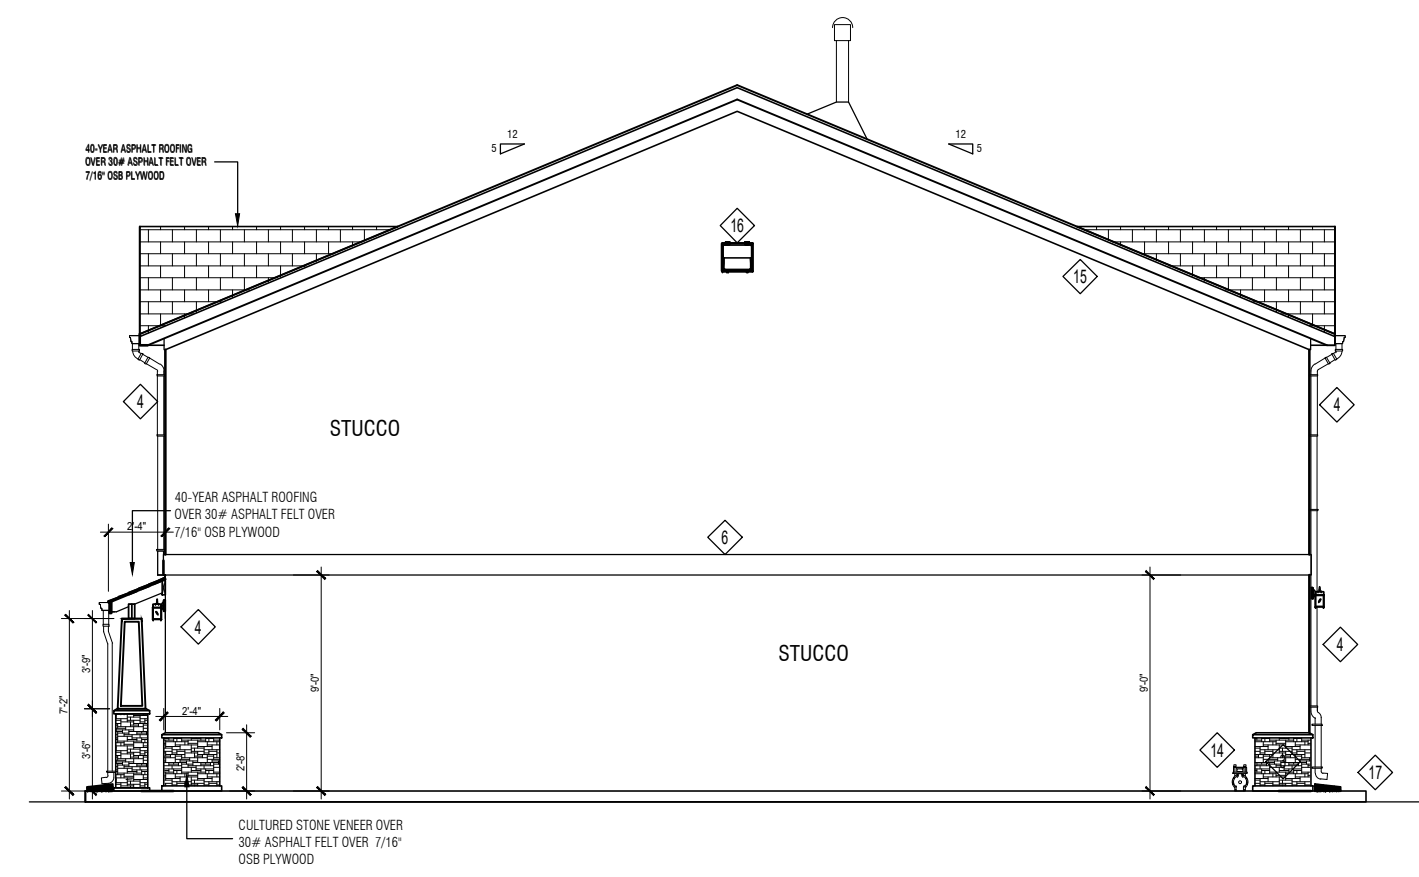 12
5
12
5
40-YEAR ASPHALT ROOFING
OVER 30# ASPHALT FELT OVER
7/16" OSB PLYWOOD
16
15
4
4
STUCCO
40-YEAR ASPHALT ROOFING
OVER 30# ASPHALT FELT OVER
7/16" OSB PLYWOOD
2'-4"
6
4
4
STUCCO
3'-9"
7'-2"
3'-6"
9'-0"
9'-0"
2'-4"
2'-8"
14
17
CULTURED STONE VENEER OVER
30# ASPHALT FELT OVER 7/16"
OSB PLYWOOD